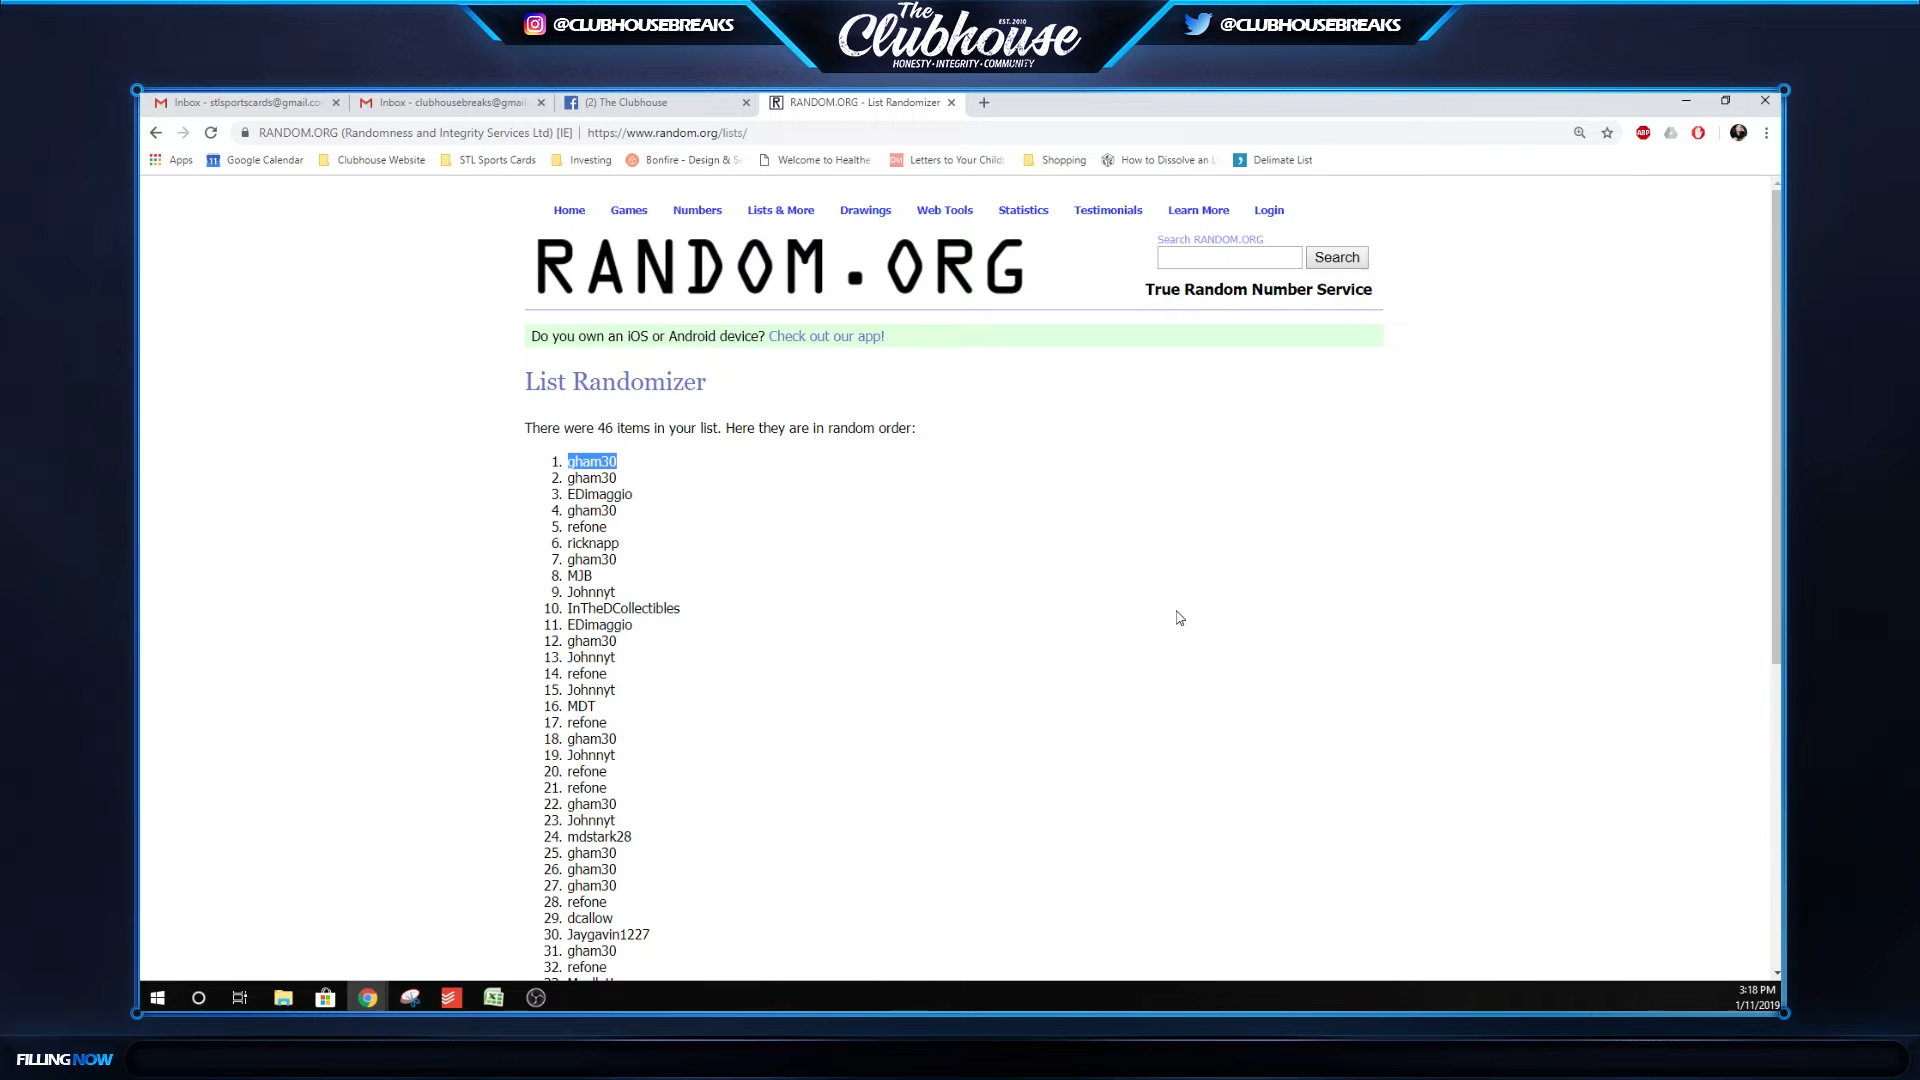 @CLUBHOUSEBREAKS
The Clubhouse
EST. 2010
HONESTY • INTEGRITY • COMMUNITY
@CLUBHOUSEBREAKS
Inbox - stlsportscards@gmail.co
Inbox - clubhousebreaks@gmail.
(2) The Clubhouse
RANDOM.ORG - List Randomizer
RANDOM.ORG (Randomness and Integrity Services Ltd) [IE] | https://www.random.org/lists/
Apps Google Calendar Clubhouse Website STL Sports Cards Investing Bonfire - Design & S Welcome to Healthe Letters to Your Child: Shopping How to Dissolve an L Delimate List
Home Games Numbers Lists & More Drawings Web Tools Statistics Testimonials Learn More Login
RANDOM.ORG
Search RANDOM.ORG
Search
True Random Number Service
Do you own an iOS or Android device? Check out our app!
List Randomizer
There were 46 items in your list. Here they are in random order:
1. gham30
2. gham30
3. EDimaggio
4. gham30
5. refone
6. ricknapp
7. gham30
8. MJB
9. Johnnyt
10. InTheDCollectibles
11. EDimaggio
12. gham30
13. Johnnyt
14. refone
15. Johnnyt
16. MDT
17. refone
18. gham30
19. Johnnyt
20. refone
21. refone
22. gham30
23. Johnnyt
24. mdstark28
25. gham30
26. gham30
27. gham30
28. refone
29. dcallow
30. Jaygavin1227
31. gham30
32. refone
3:18 PM
1/11/2019
FILLING NOW